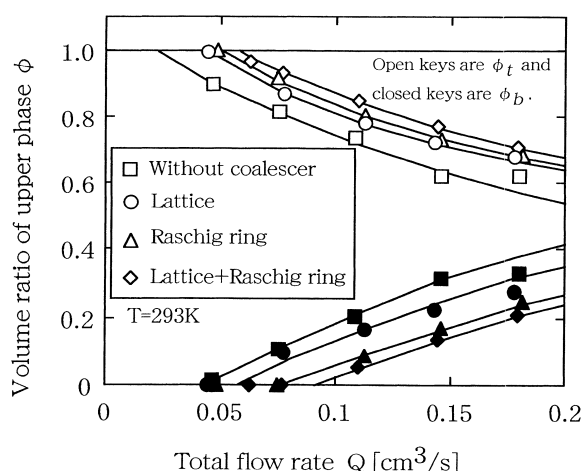 Volume ratio of upper phase ϕ
1.0
0.8
0.6
0.4
0.2
0
Open keys are ϕt and
closed keys are ϕb .
Without coalescer
Lattice
Raschig ring
Lattice+Raschig ring
T=293K
0 0.05 0.1 0.15 0.2
Total flow rate Q [cm3/s]